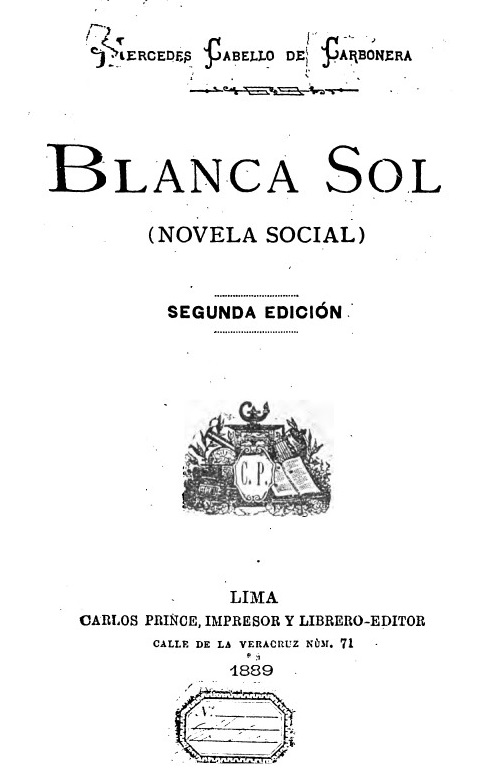 MERCEDES CABELLO DE CARBONERA
BLANCA SOL
(NOVELA SOCIAL)
SEGUNDA EDICIÓN
C. P.
LIMA
CARLOS PRINCE, IMPRESOR Y LIBRERO-EDITOR
CALLE DE LA VERACRUZ NÚM. 71
1889